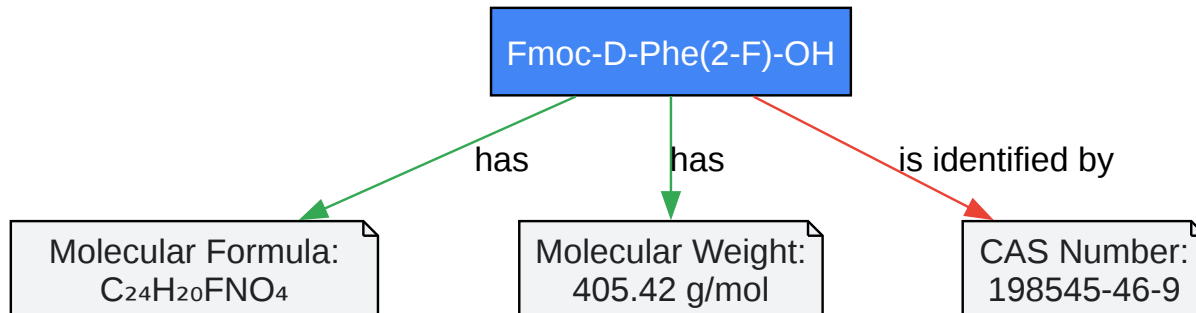 Fmoc-D-Phe(2-F)-OH
has
has
is identified by
Molecular Formula:
C₂₄H₂₀FNO₄
Molecular Weight:
405.42 g/mol
CAS Number:
198545-46-9